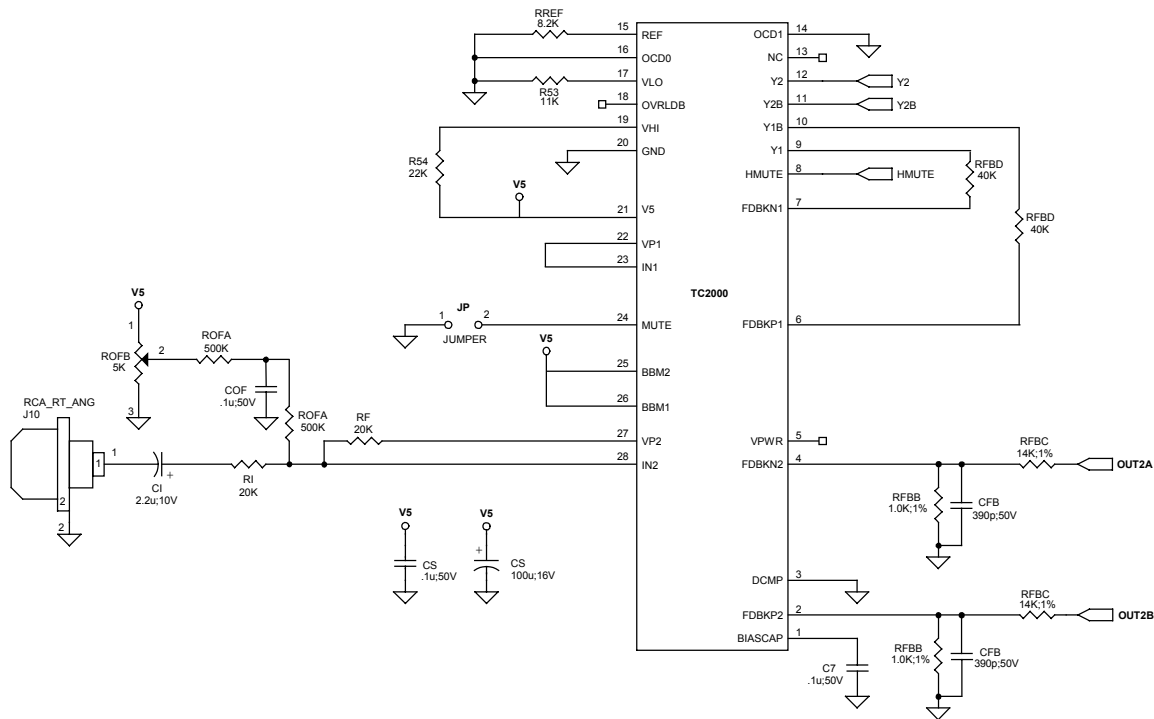 RREF
8.2K
15
REF
16
OCD0
17
VLO
R53
11K
18
OVRLDB
19
VHI
20
GND
R54
22K
V5
21
V5
22
VP1
23
IN1
TC2000
JP
1
2
JUMPER
24
MUTE
V5
25
BBM2
26
BBM1
27
VP2
28
IN2
OCD1
14
NC
13
Y2
12
Y2
Y2B
11
Y2B
Y1B
10
Y1
9
RFBD
40K
HMUTE
8
HMUTE
FDBKN1
7
RFBD
40K
FDBKP1
6
VPWR
5
FDBKN2
4
RFBC
14K;1%
OUT2A
RFBB
1.0K;1%
CFB
390p;50V
DCMP
3
FDBKP2
2
RFBC
14K;1%
OUT2B
BIASCAP
1
RFBB
1.0K;1%
CFB
390p;50V
C7
.1u;50V
V5
1
ROFB
5K
2
3
ROFA
500K
COF
.1u;50V
ROFA
500K
RF
20K
RCA_RT_ANG
J10
1
1
2
2
CI
+
2.2u;10V
RI
20K
V5
CS
.1u;50V
V5
+
CS
100u;16V